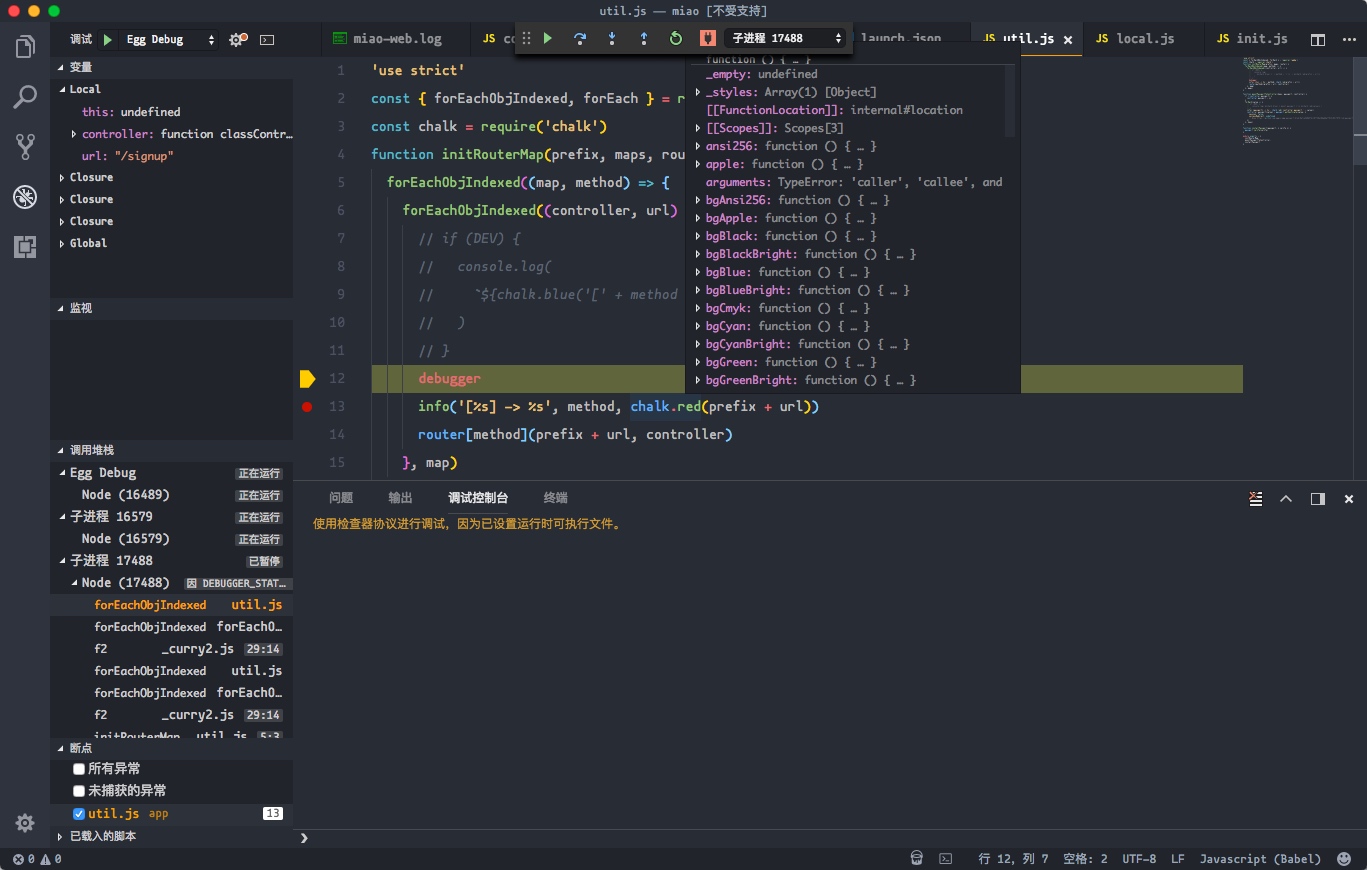 util.js — miao [不受支持]
调试 Egg Debug
miao-web.log
JS
子进程 17488
launch.json
JS util.js ×
JS local.js
JS init.js
变量
Local
this: undefined
controller: function classContr…
url: "/signup"
Closure
Closure
Closure
Global
监视
调用堆栈
Egg Debug 正在运行
Node (16489) 正在运行
子进程 16579 正在运行
Node (16579) 正在运行
子进程 17488 已暂停
Node (17488) 因 DEBUGGER_STAT…
forEachObjIndexed util.js
forEachObjIndexed forEachO…
f2 _curry2.js 29:14
forEachObjIndexed util.js
forEachObjIndexed forEachO…
f2 _curry2.js 29:14
initRouterMap util.js 5:3
断点
所有异常
未捕获的异常
util.js app 13
已载入的脚本
1 'use strict'
2 const { forEachObjIndexed, forEach } = r
3 const chalk = require('chalk')
4 function initRouterMap(prefix, maps, rou
5 forEachObjIndexed((map, method) => {
6 forEachObjIndexed((controller, url)
7 // if (DEV) {
8 // console.log(
9 // `${chalk.blue('[' + method
10 // )
11 // }
12 debugger
13 info('[%s] -> %s', method, chalk.red(prefix + url))
14 router[method](prefix + url, controller)
15 }, map)
function () { … }
_empty: undefined
_styles: Array(1) [Object]
[[FunctionLocation]]: internal#location
[[Scopes]]: Scopes[3]
ansi256: function () { … }
apple: function () { … }
arguments: TypeError: 'caller', 'callee', and
bgAnsi256: function () { … }
bgApple: function () { … }
bgBlack: function () { … }
bgBlackBright: function () { … }
bgBlue: function () { … }
bgBlueBright: function () { … }
bgCmyk: function () { … }
bgCyan: function () { … }
bgCyanBright: function () { … }
bgGreen: function () { … }
bgGreenBright: function () { … }
问题 输出 调试控制台 终端
使用检查器协议进行调试，因为已设置运行时可执行文件。
0 0
行 12, 列 7 空格: 2 UTF-8 LF Javascript (Babel)